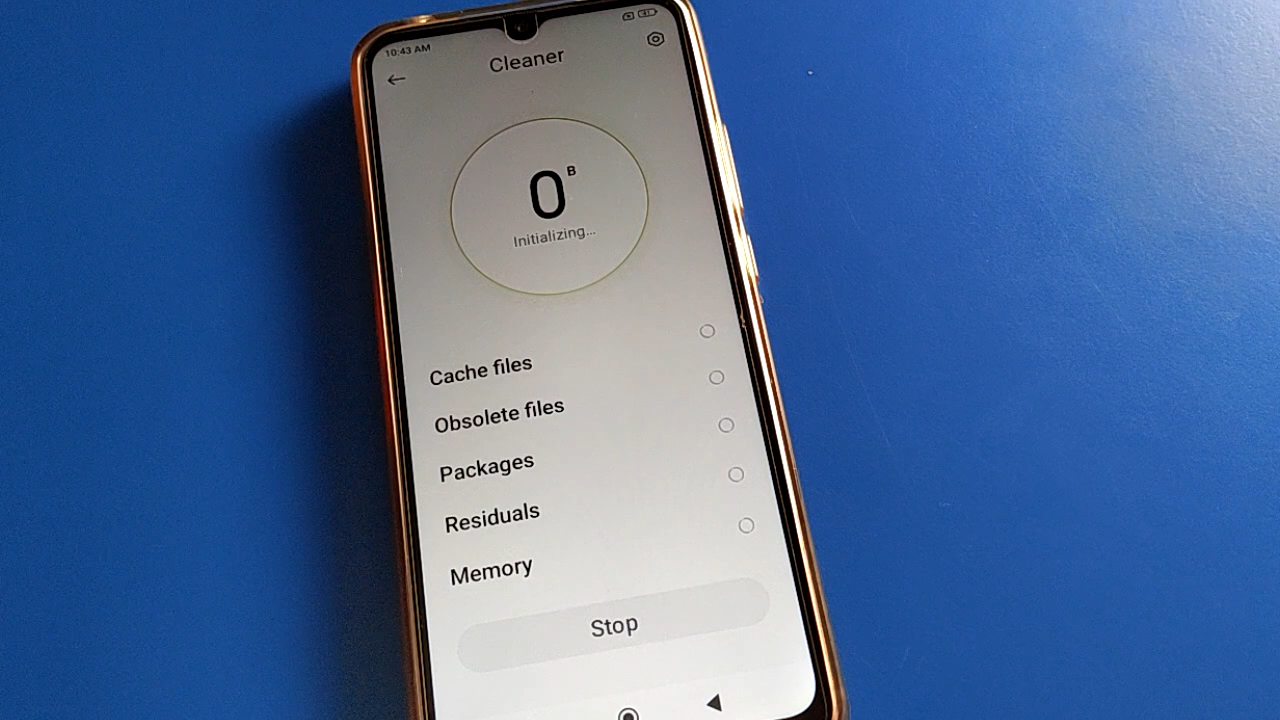 10:43 AM
Cleaner
0 B
Initializing...
Cache files
Obsolete files
Packages
Residuals
Memory
Stop